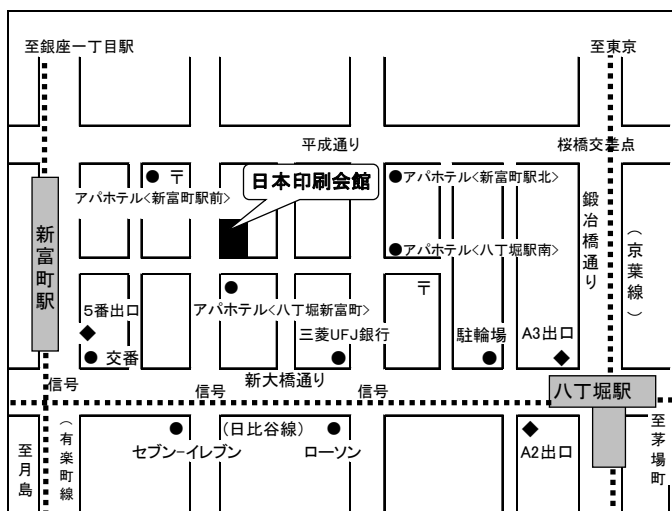 至銀座一丁目駅
至東京
平成通り
桜橋交差点
〒
日本印刷会館
アパホテル<新富町駅北>
アパホテル<新富町駅前>
鍛冶橋通り
新富町駅
(京葉線)
アパホテル<八丁堀駅南>
〒
5番出口
アパホテル<八丁堀新富町>
三菱UFJ銀行
駐輪場
A3出口
交番
新大橋通り
信号
信号
信号
八丁堀駅
(有楽町線)
(日比谷線)
セブン-イレブン
ローソン
A2出口
至月島
至茅場町